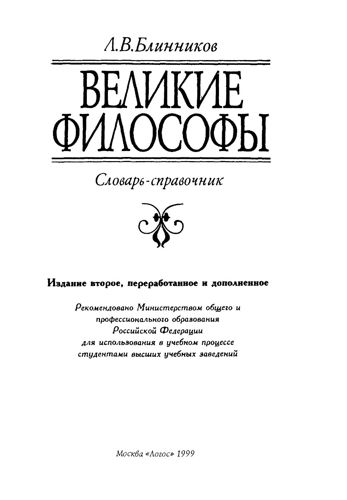 Л.В.Блинников
ВЕЛИКИЕ
ФИЛОСОФЫ
Словарь-справочник
Издание второе, переработанное и дополненное
Рекомендовано Министерством общего и
профессионального образования
Российской Федерации
для использования в учебном процессе
студентами высших учебных заведений
Москва «Логос» 1999